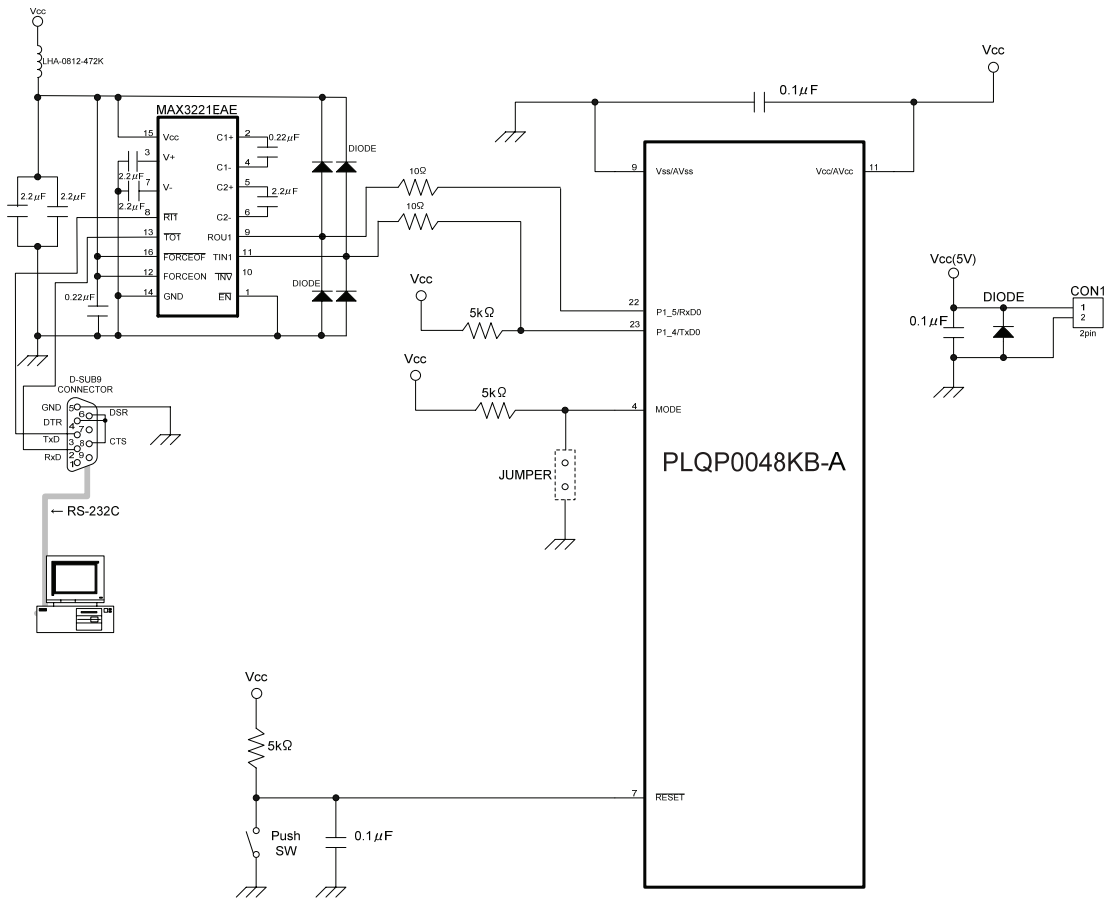 Vcc
LHA-0812-472K
MAX3221EAE
15 Vcc
3 V+
2.2μF
7 V-
2.2μF
8 RI1
13 TO1
16 FORCEOF
12 FORCEON
14 GND
C1+ 2
0.22μF
C1- 4
C2+ 5
2.2μF
C2- 6
ROU1 9
TIN1 11
INV 10
EN 1
DIODE
DIODE
2.2μF 2.2μF
0.22μF
10Ω
10Ω
Vcc
5kΩ
Vcc
5kΩ
JUMPER
Vcc
0.1μF
9 Vss/AVss
Vcc/AVcc 11
22 P1_5/RxD0
23 P1_4/TxD0
4 MODE
PLQP0048KB-A
7 RESET
Vcc(5V)
DIODE
CON1
0.1μF
1
2
2pin
D-SUB9
CONNECTOR
GND 5
6 DSR
DTR 4
7
TxD 3
8 CTS
RxD 2
9
1
← RS-232C
Vcc
5kΩ
Push
SW
0.1μF